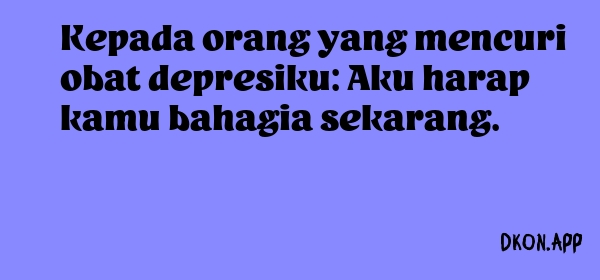 Kepada orang yang mencuri
obat depresiku: Aku harap
kamu bahagia sekarang.
DKON.APP